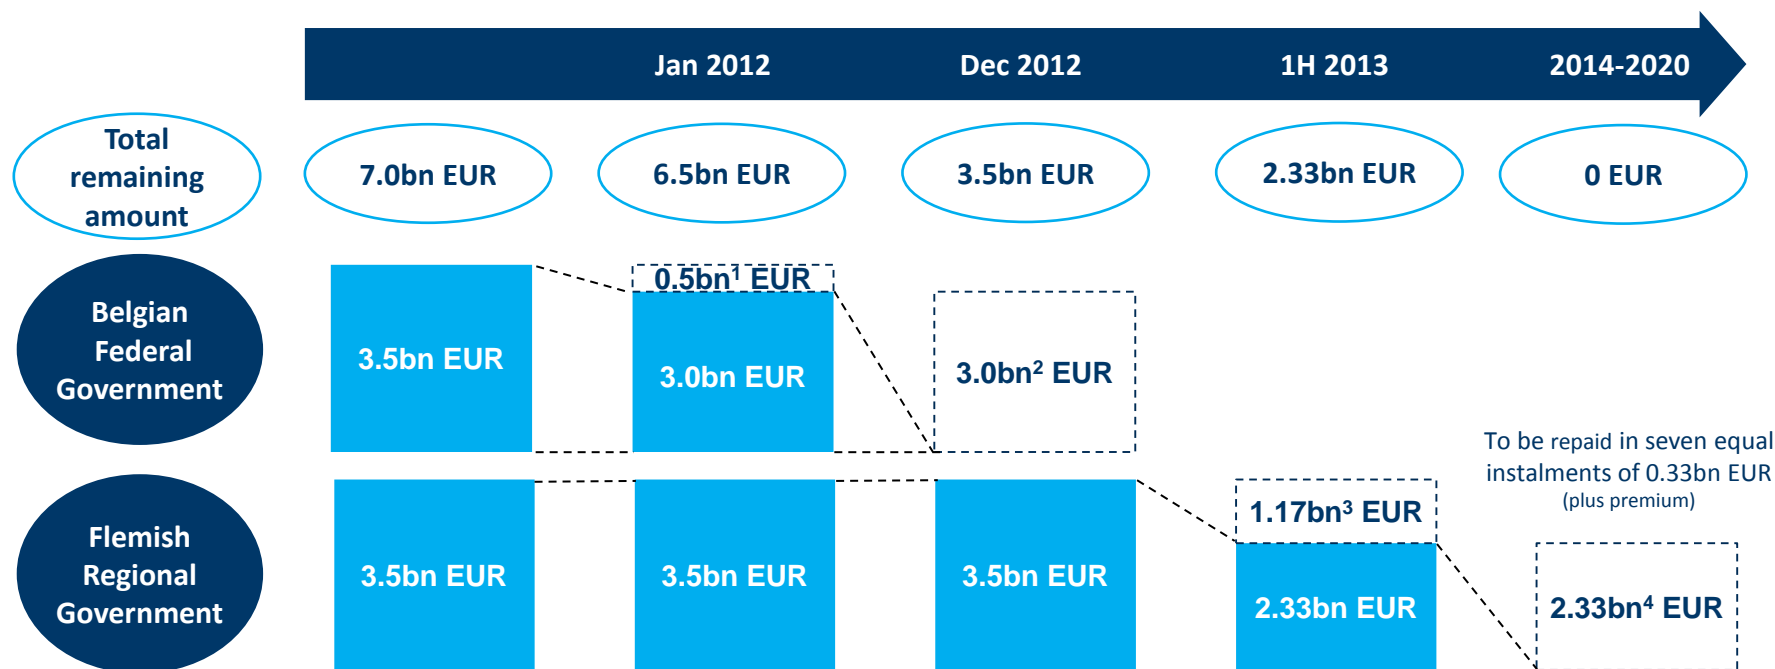 Jan 2012 Dec 2012 1H 2013 2014-2020
Total
remaining
amount
7.0bn EUR 6.5bn EUR 3.5bn EUR 2.33bn EUR 0 EUR
Belgian
Federal
Government
3.5bn EUR
0.5bn¹ EUR
3.0bn EUR
3.0bn² EUR
To be repaid in seven equal
instalments of 0.33bn EUR
(plus premium)
Flemish
Regional
Government
3.5bn EUR 3.5bn EUR 3.5bn EUR
1.17bn³ EUR
2.33bn EUR
2.33bn⁴ EUR